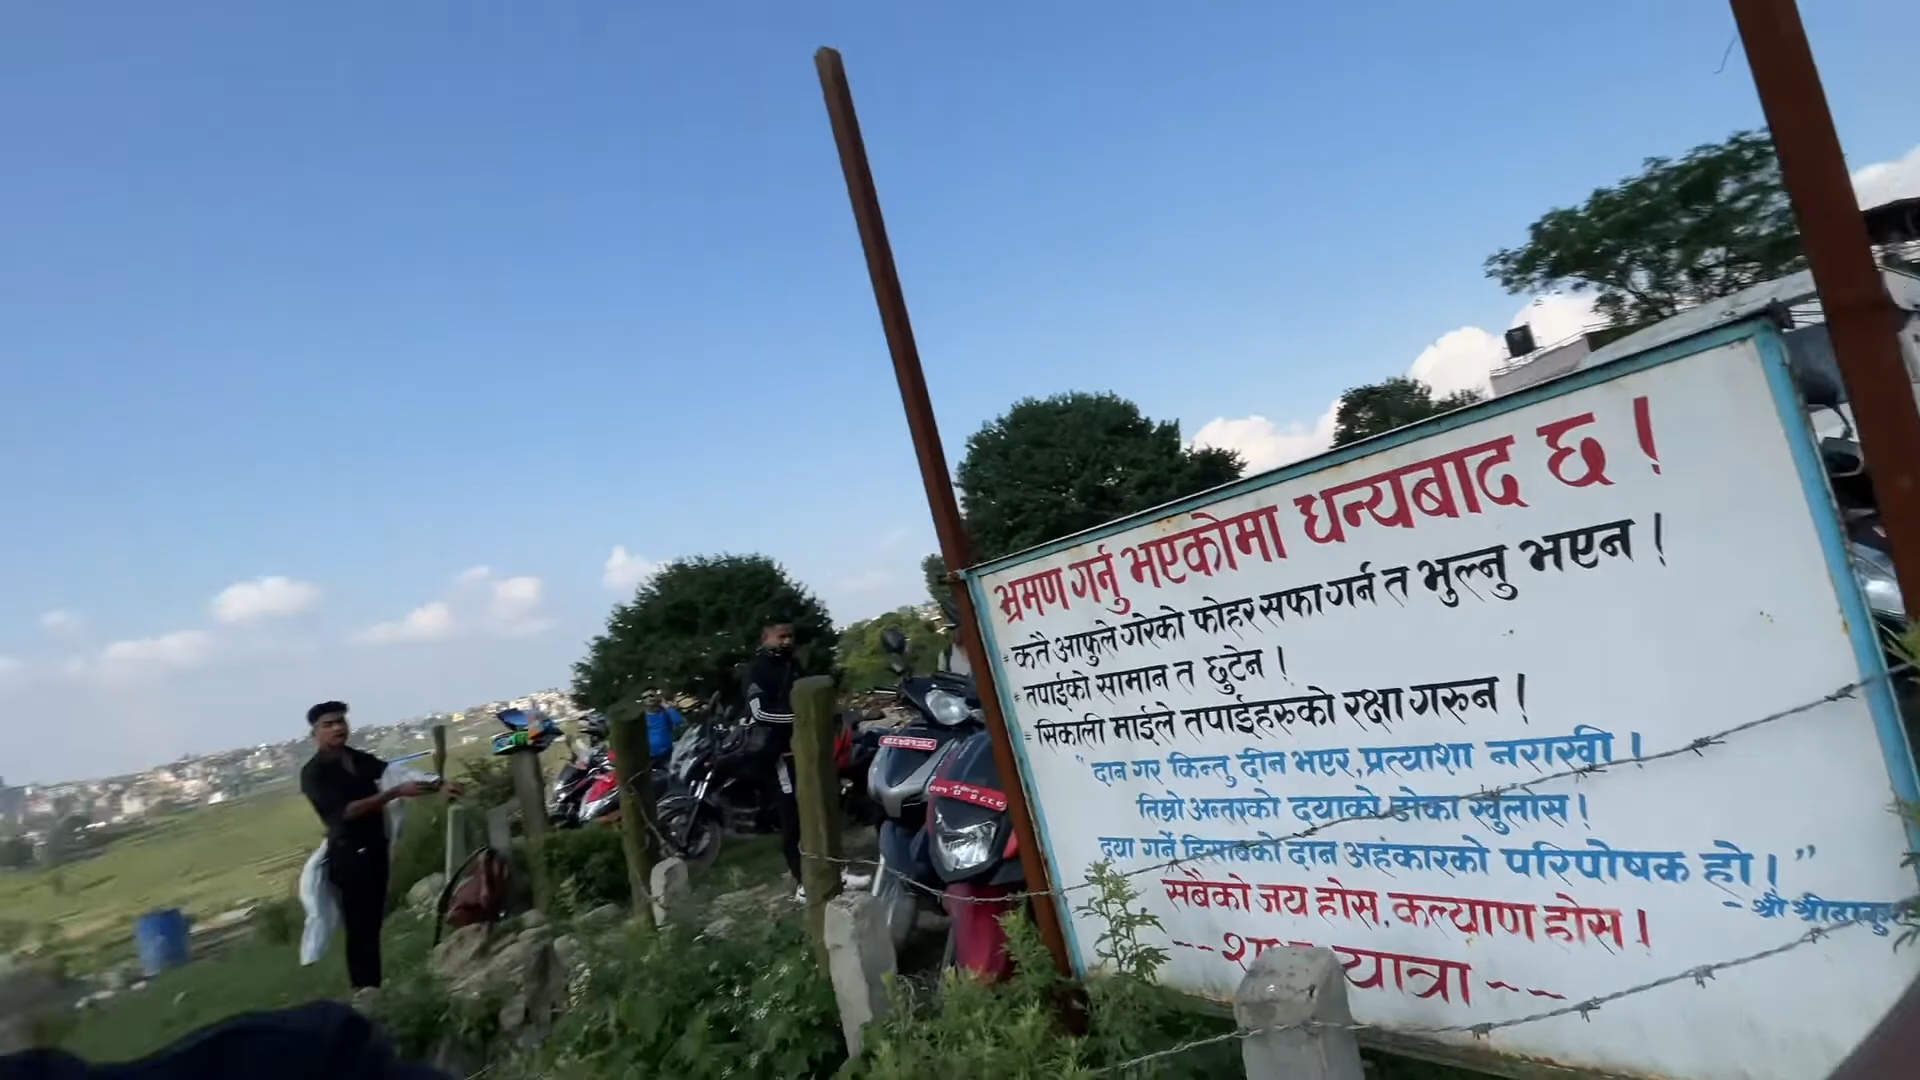 भ्रमण गर्नु भएकोमा धन्यबाद छ !
कतै आफुले गरेको फोहर सफा गर्न त भुल्नु भएन !
तपाईको सामान त छुटेन !
सिकाली माईले तपाईहरुको रक्षा गरुन !
"दान गर किन्तु दीन भएर, प्रत्याशा नराखी !
तिम्रो अन्तरको दयाको ढोका खुलोस !
दया गर्ने हिसाबको दान अहंकारको परिपोषक हो ।"
- श्री श्री
सबैको जय होस, कल्याण होस !
यात्रा ~~